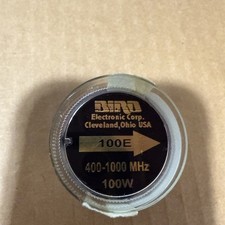 BIRD
Electronic Corp.
Cleveland,Ohio USA
100E
400-1000 MHz
100W